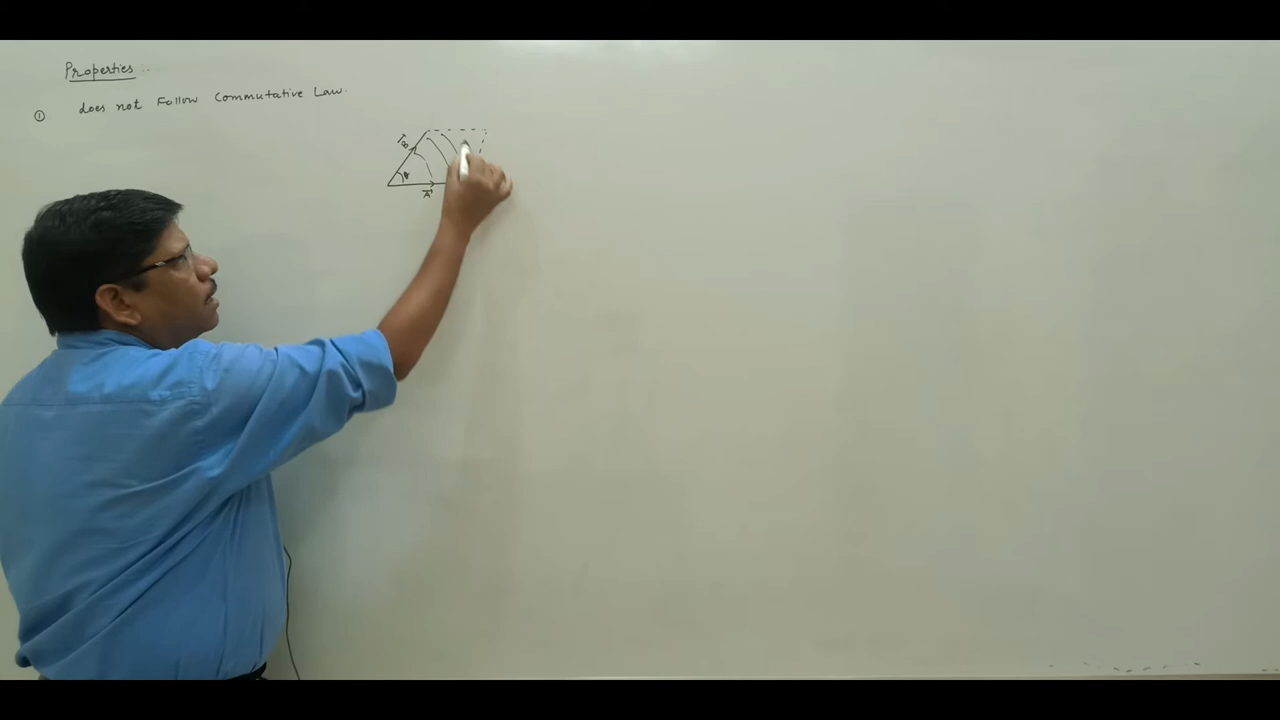 Properties :-
① does not Follow Commutative Law.
B
θ
A